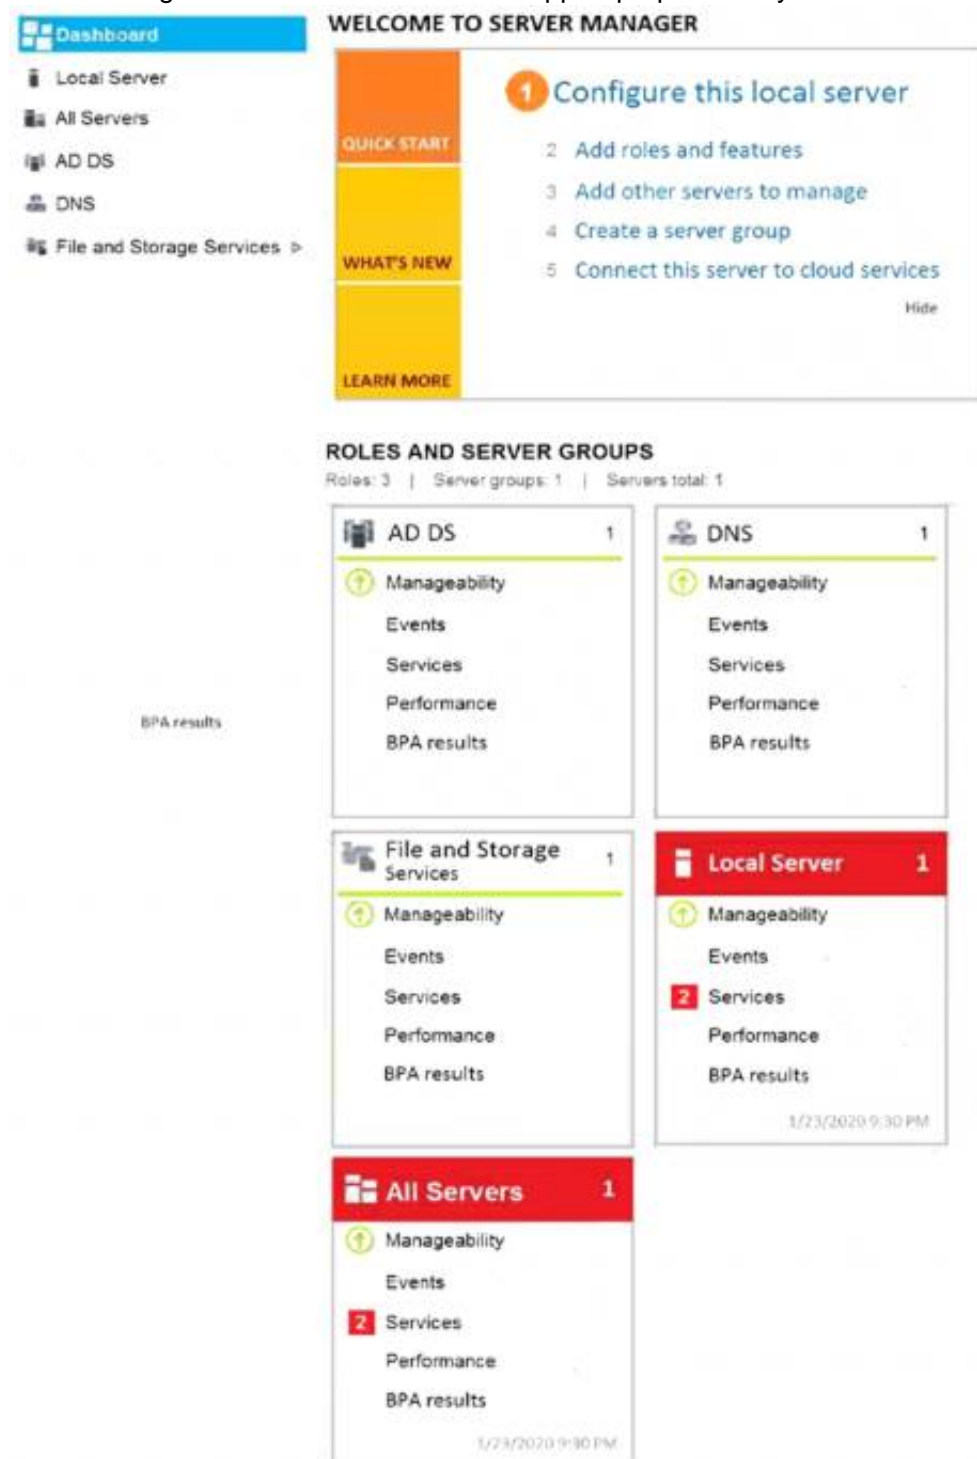 Dashboard
Local Server
All Servers
AD DS
DNS
File and Storage Services
WELCOME TO SERVER MANAGER
QUICK START
WHAT'S NEW
LEARN MORE
1 Configure this local server
2 Add roles and features
3 Add other servers to manage
4 Create a server group
5 Connect this server to cloud services
Hide
ROLES AND SERVER GROUPS
Roles: 3 | Server groups: 1 | Servers total: 1
AD DS 1
Manageability
Events
Services
Performance
BPA results
DNS 1
Manageability
Events
Services
Performance
BPA results
BPA results
File and Storage
Services 1
Manageability
Events
Services
Performance
BPA results
Local Server 1
Manageability
Events
2 Services
Performance
BPA results
1/23/2020 9:30 PM
All Servers 1
Manageability
Events
2 Services
Performance
BPA results
1/23/2020 9:30 PM